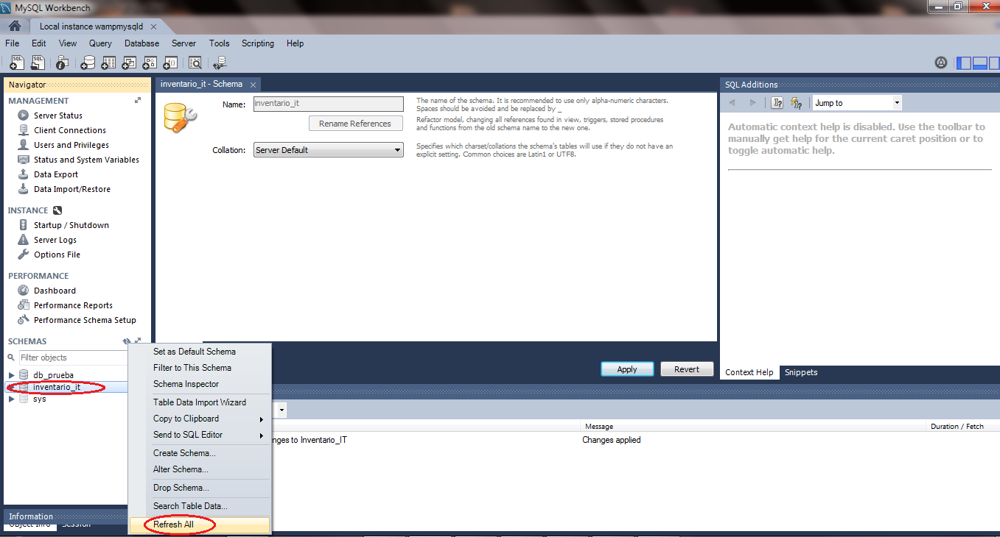 MySQL Workbench
Local instance wampmysqld
File Edit View Query Database Server Tools Scripting Help
Navigator
MANAGEMENT
Server Status
Client Connections
Users and Privileges
Status and System Variables
Data Export
Data Import/Restore
INSTANCE
Startup / Shutdown
Server Logs
Options File
PERFORMANCE
Dashboard
Performance Reports
Performance Schema Setup
SCHEMAS
Filter objects
db_prueba
inventario_it
sys
Information
Object Info Session
inventario_it - Schema
Name: inventario_it
The name of the schema. It is recommended to use only alpha-numeric characters.
Spaces should be avoided and be replaced by _
Rename References
Refactor model, changing all references found in view, triggers, stored procedures
and functions from the old schema name to the new one.
Collation: Server Default
Specifies which charset/collations the schema's tables will use if they do not have an
explicit setting. Common choices are Latin1 or UTF8.
Apply Revert
Set as Default Schema
Filter to This Schema
Schema Inspector
Table Data Import Wizard
Copy to Clipboard
Send to SQL Editor
Create Schema...
Alter Schema...
Drop Schema...
Search Table Data...
Refresh All
Message Duration / Fetch
nges to Inventario_IT Changes applied
SQL Additions
Jump to
Automatic context help is disabled. Use the toolbar to
manually get help for the current caret position or to
toggle automatic help.
Context Help Snippets